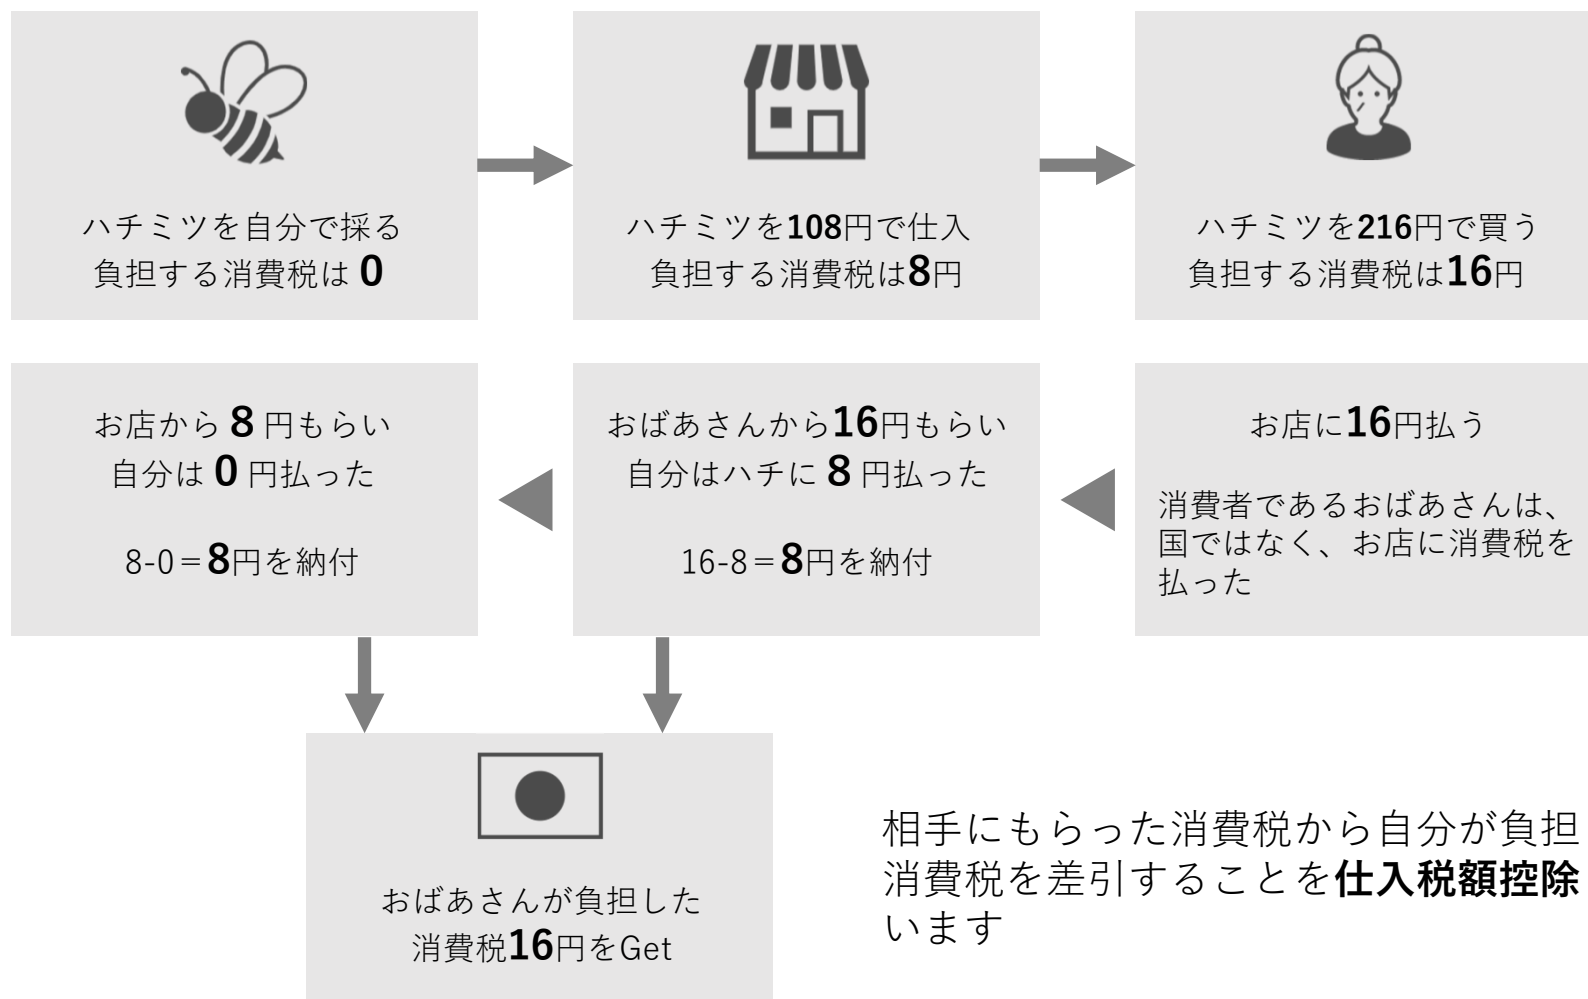 ハチミツを自分で採る
負担する消費税は 0
ハチミツを108円で仕入
負担する消費税は8円
ハチミツを216円で買う
負担する消費税は16円
お店から 8 円もらい
自分は 0 円払った
8-0＝8円を納付
おばあさんから16円もらい
自分はハチに 8 円払った
16-8＝8円を納付
お店に16円払う
消費者であるおばあさんは、
国ではなく、お店に消費税を
払った
おばあさんが負担した
消費税16円をGet
相手にもらった消費税から自分が負担
消費税を差引することを仕入税額控除
います